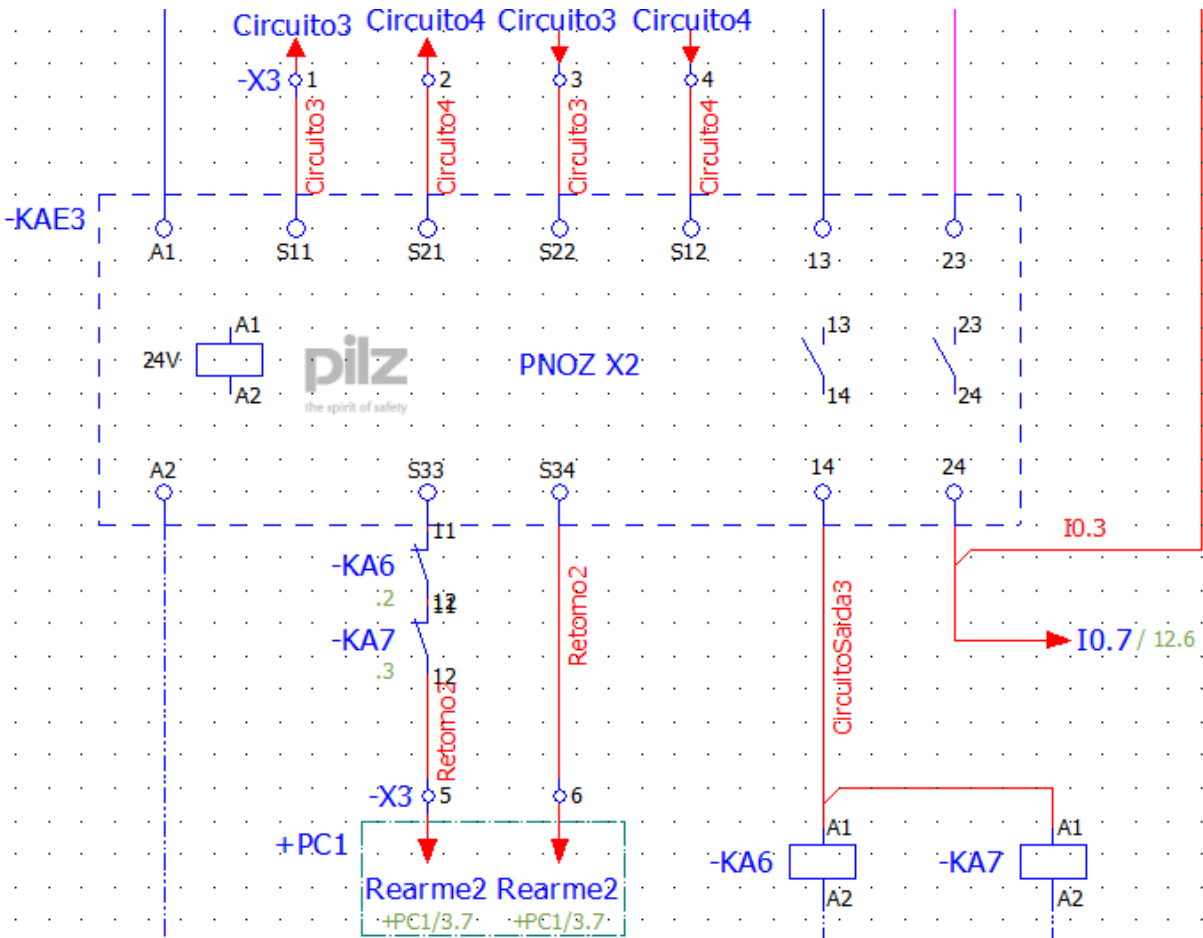 Circuito3 Circuito4 Circuito3 Circuito4
-X3 1 2 3 4
Circuito3 Circuito4 Circuito3 Circuito4
-KAE3
A1 S11 S21 S22 S12 13 23
A1 13 23
24V pilz PNOZ X2
A2 14 24
the spirit of safety
A2 S33 S34 14 24
11 I0.3
-KA6
.2 12
11
-KA7 I0.7 / 12.6
.3 12
Retorno2 Retorno2 CircuitoSaida3
-X3 5 6
+PC1 A1 A1
-KA6 -KA7
Rearme2 Rearme2 A2 A2
+PC1/3.7 +PC1/3.7